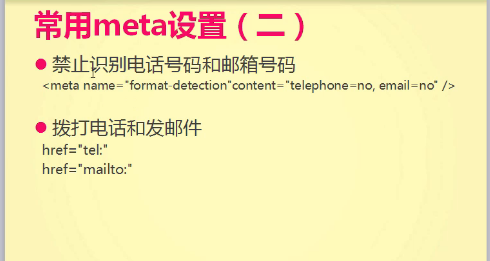 常用meta设置（二）
禁止识别电话号码和邮箱号码
<meta name="format-detection"content="telephone=no, email=no" />
拨打电话和发邮件
href="tel:"
href="mailto:"